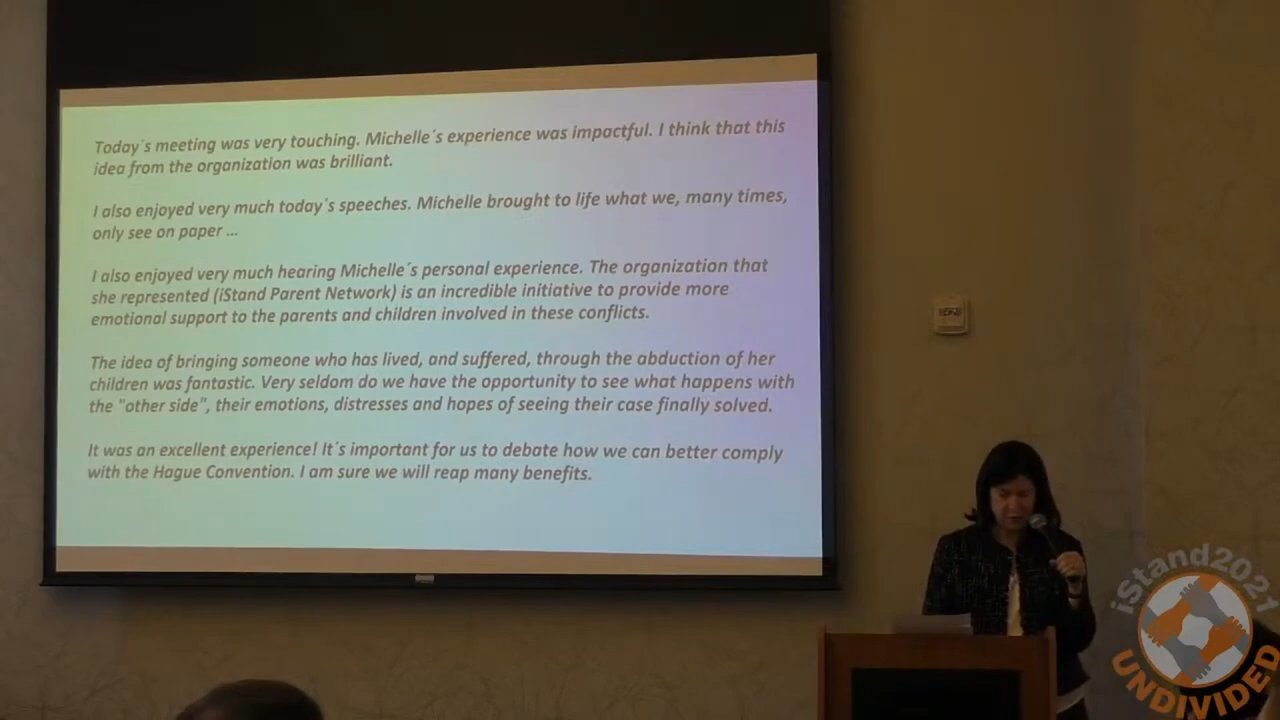 Today´s meeting was very touching. Michelle´s experience was impactful. I think that this
idea from the organization was brilliant.
I also enjoyed very much today´s speeches. Michelle brought to life what we, many times,
only see on paper ...
I also enjoyed very much hearing Michelle´s personal experience. The organization that
she represented (iStand Parent Network) is an incredible initiative to provide more
emotional support to the parents and children involved in these conflicts.
The idea of bringing someone who has lived, and suffered, through the abduction of her
children was fantastic. Very seldom do we have the opportunity to see what happens with
the "other side", their emotions, distresses and hopes of seeing their case finally solved.
It was an excellent experience! It´s important for us to debate how we can better comply
with the Hague Convention. I am sure we will reap many benefits.
iStand2021
UNDIVIDED